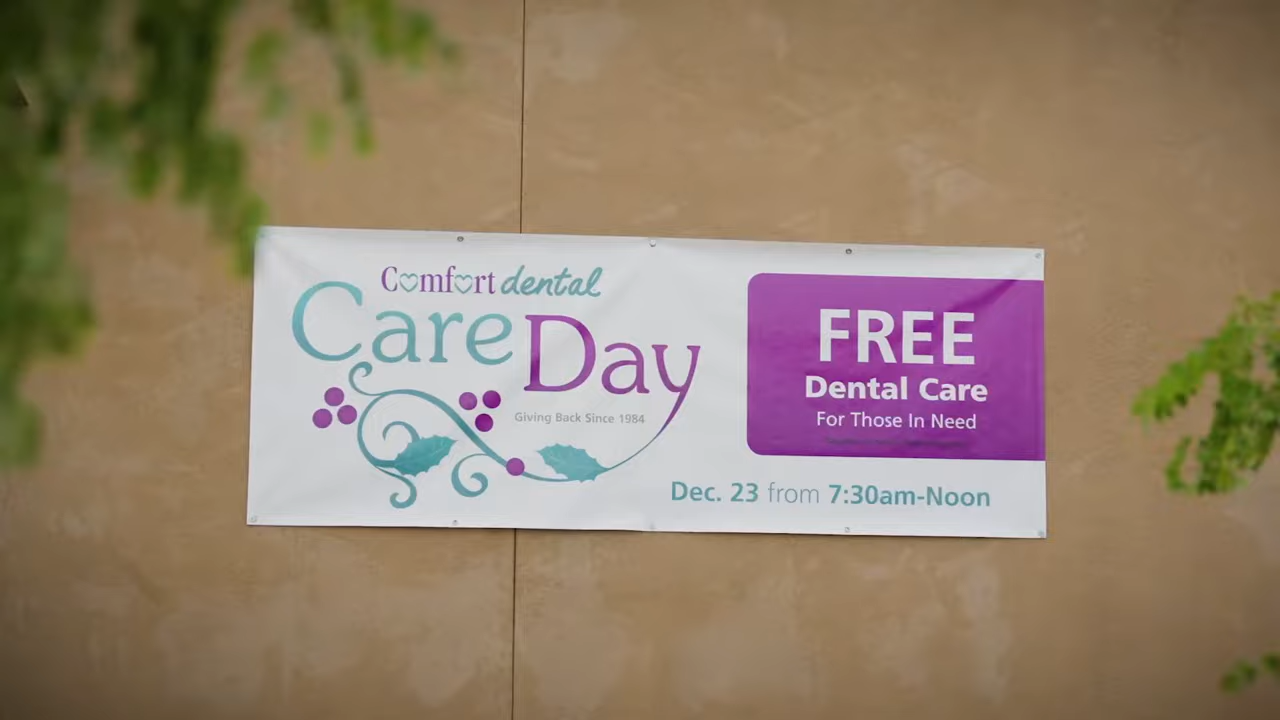 Comfort dental
Care Day
Giving Back Since 1984
FREE
Dental Care
For Those In Need
Dec. 23 from 7:30am-Noon